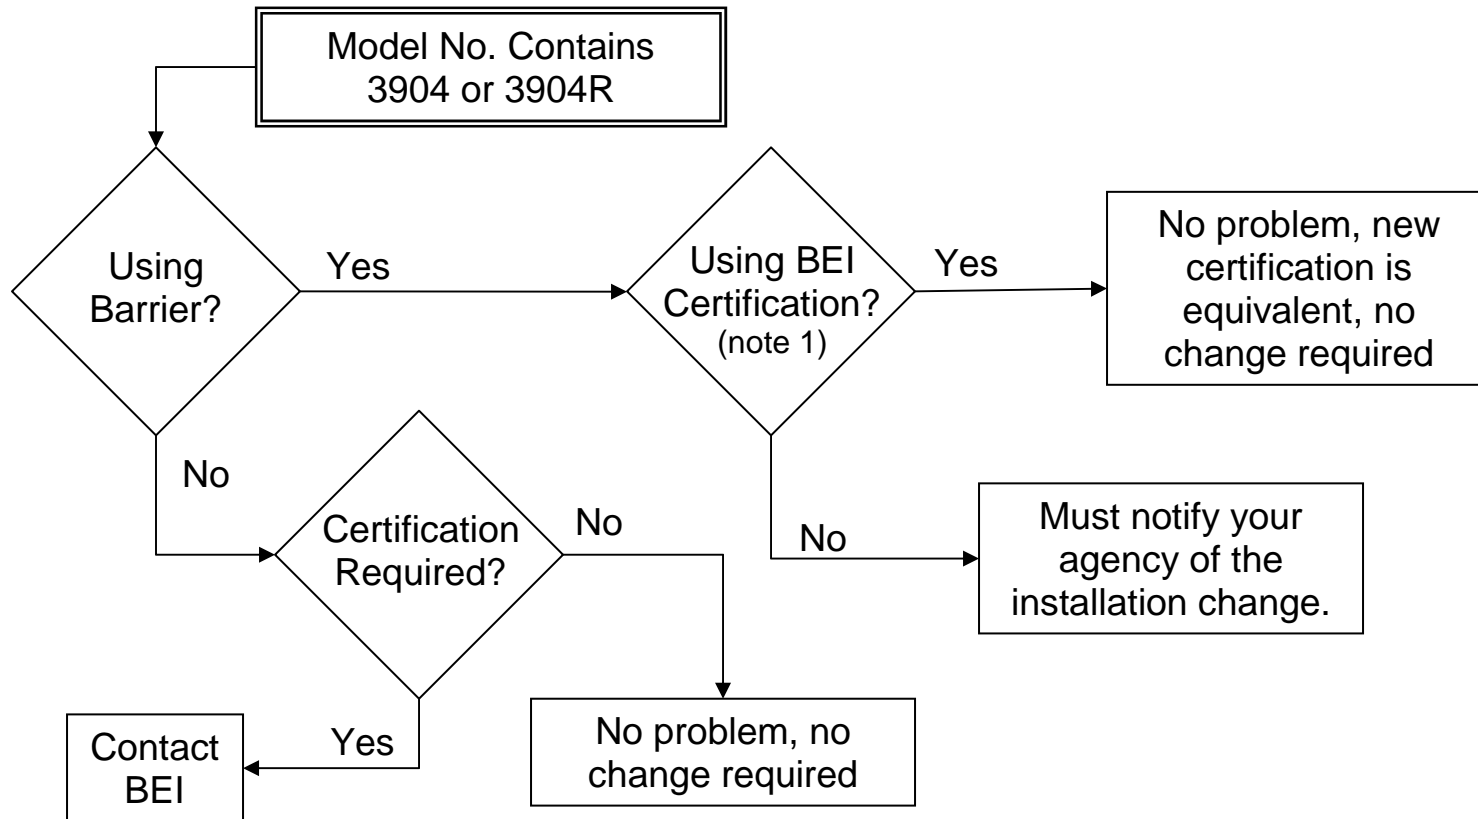 Model No. Contains
3904 or 3904R
Using
Barrier?
Yes
Using BEI
Certification?
(note 1)
Yes
No problem, new
certification is
equivalent, no
change required
No
Certification
Required?
No
No
Must notify your
agency of the
installation change.
Contact
BEI
Yes
No problem, no
change required